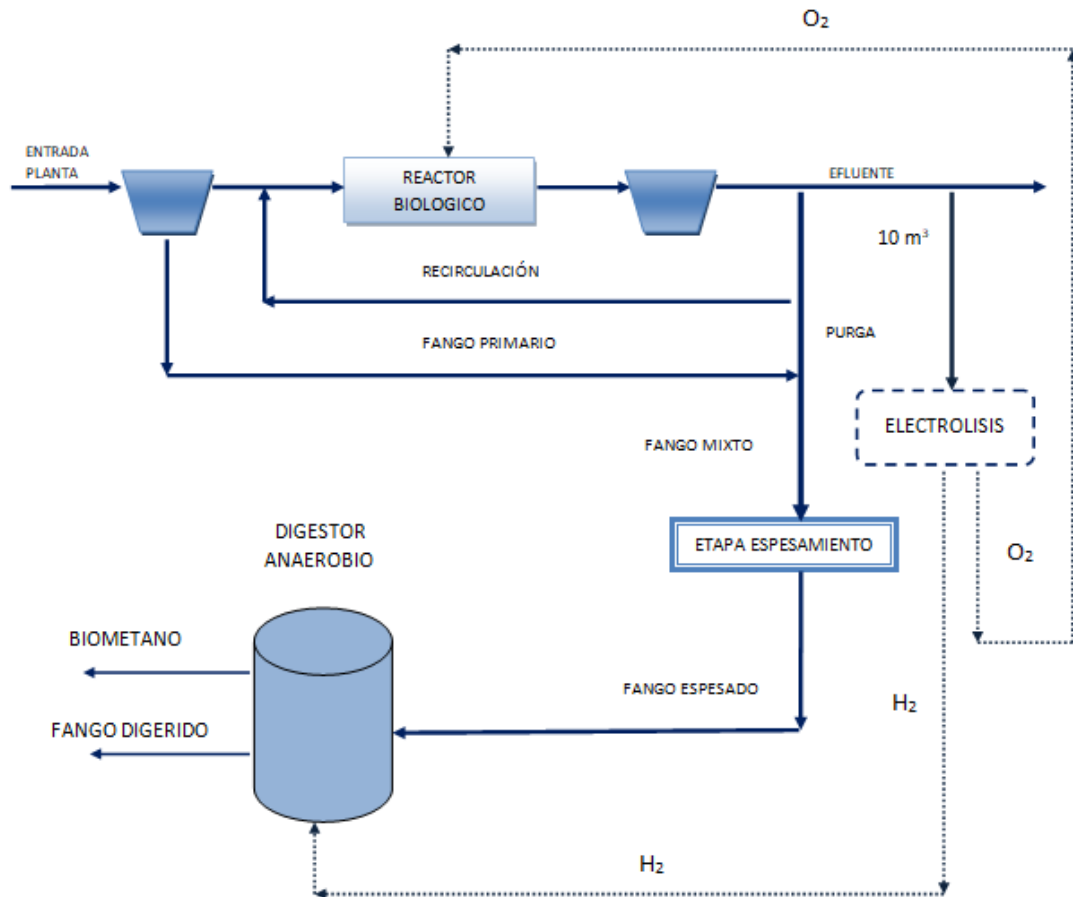 O₂
ENTRADA
PLANTA
REACTOR
BIOLOGICO
EFLUENTE
10 m³
RECIRCULACIÓN
PURGA
FANGO PRIMARIO
ELECTROLISIS
FANGO MIXTO
DIGESTOR
ANAEROBIO
ETAPA ESPESAMIENTO
O₂
BIOMETANO
FANGO ESPESADO
H₂
FANGO DIGERIDO
H₂